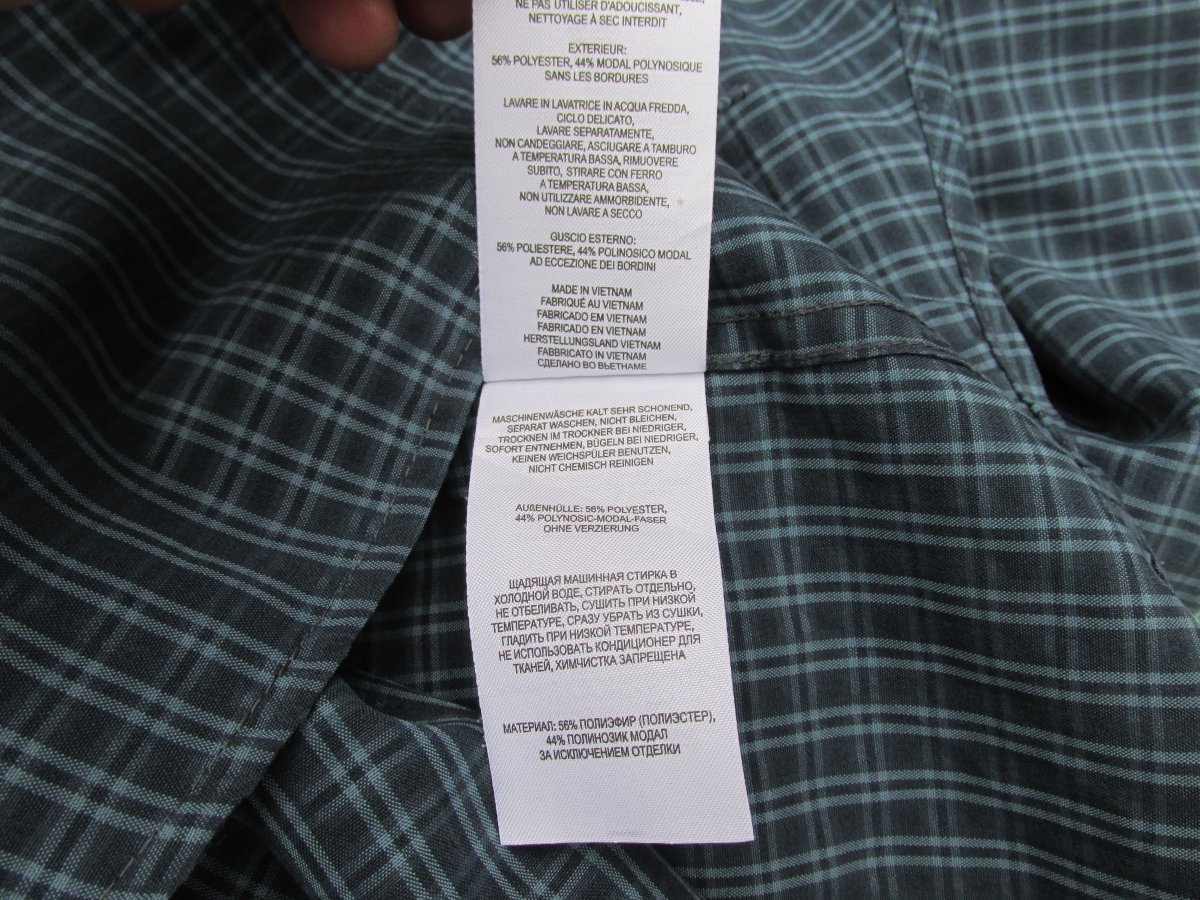 NE PAS UTILISER D'ADOUCISSANT,
NETTOYAGE À SEC INTERDIT
EXTERIEUR:
56% POLYESTER, 44% MODAL POLYNOSIQUE
SANS LES BORDURES
LAVARE IN LAVATRICE IN ACQUA FREDDA,
CICLO DELICATO,
LAVARE SEPARATAMENTE,
NON CANDEGGIARE, ASCIUGARE A TAMBURO
A TEMPERATURA BASSA, RIMUOVERE
SUBITO, STIRARE CON FERRO
A TEMPERATURA BASSA,
NON UTILIZZARE AMMORBIDENTE,
NON LAVARE A SECCO
GUSCIO ESTERNO:
56% POLIESTERE, 44% POLINOSICO MODAL
AD ECCEZIONE DEI BORDINI
MADE IN VIETNAM
FABRIQUÉ AU VIETNAM
FABRICADO EM VIETNAM
FABRICADO EN VIETNAM
HERSTELLUNGSLAND VIETNAM
FABBRICATO IN VIETNAM
СДЕЛАНО ВО ВЬЕТНАМЕ
MASCHINENWÄSCHE KALT SEHR SCHONEND,
SEPARAT WASCHEN, NICHT BLEICHEN,
TROCKNEN IM TROCKNER BEI NIEDRIGER,
SOFORT ENTNEHMEN, BÜGELN BEI NIEDRIGER,
KEINEN WEICHSPÜLER BENUTZEN,
NICHT CHEMISCH REINIGEN
AUßENHÜLLE: 56% POLYESTER,
44% POLYNOSIC-MODAL-FASER
OHNE VERZIERUNG
ЩАДЯЩАЯ МАШИННАЯ СТИРКА В
ХОЛОДНОЙ ВОДЕ, СТИРАТЬ ОТДЕЛЬНО,
НЕ ОТБЕЛИВАТЬ, СУШИТЬ ПРИ НИЗКОЙ
ТЕМПЕРАТУРЕ, СРАЗУ УБРАТЬ ИЗ СУШКИ,
ГЛАДИТЬ ПРИ НИЗКОЙ ТЕМПЕРАТУРЕ,
НЕ ИСПОЛЬЗОВАТЬ КОНДИЦИОНЕР ДЛЯ
ТКАНЕЙ, ХИМЧИСТКА ЗАПРЕЩЕНА
МАТЕРИАЛ: 56% ПОЛИЭФИР (ПОЛИЭСТЕР),
44% ПОЛИНОЗИК МОДАЛ
ЗА ИСКЛЮЧЕНИЕМ ОТДЕЛКИ